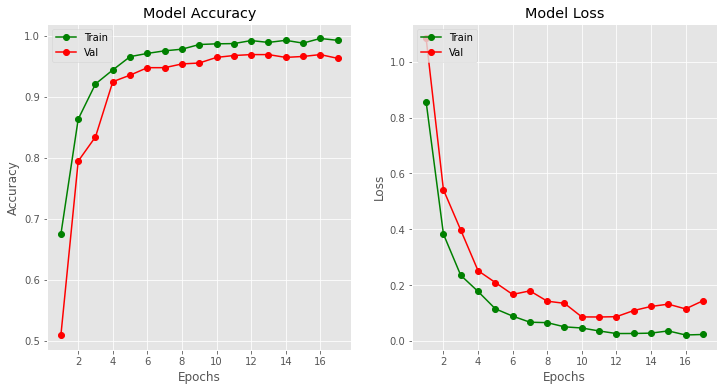 Model Accuracy
Train
Val
1.0
0.9
0.8
0.7
0.6
0.5
Accuracy
2 4 6 8 10 12 14 16
Epochs
Model Loss
Train
Val
1.0
0.8
0.6
0.4
0.2
0.0
Loss
2 4 6 8 10 12 14 16
Epochs